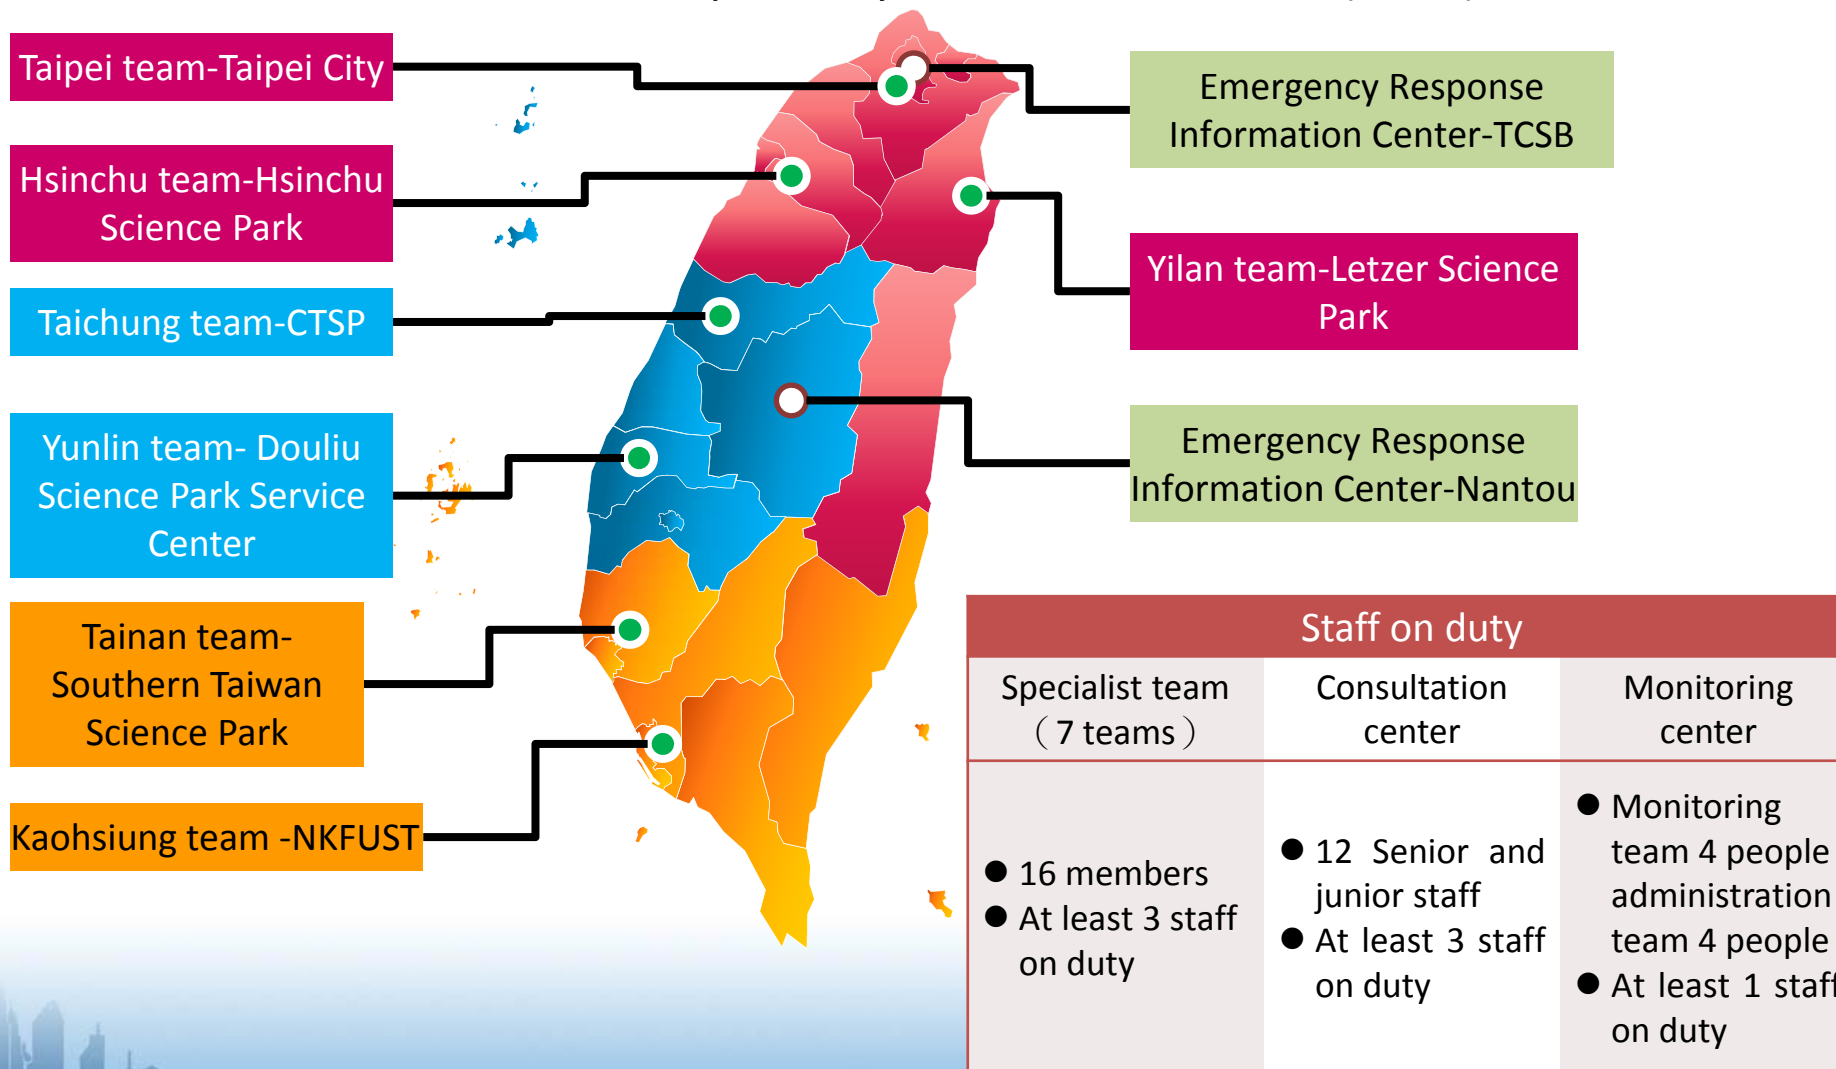 Taipei team-Taipei City
Hsinchu team-Hsinchu
Science Park
Taichung team-CTSP
Yunlin team- Douliu
Science Park Service
Center
Tainan team-
Southern Taiwan
Science Park
Kaohsiung team -NKFUST
Emergency Response
Information Center-TCSB
Yilan team-Letzer Science
Park
Emergency Response
Information Center-Nantou
Staff on duty
Specialist team
（7 teams）
Consultation
center
Monitoring
center
● 16 members
● At least 3 staff
on duty
● 12 Senior and
junior staff
● At least 3 staff
on duty
● Monitoring
team 4 people
administration
team 4 people
● At least 1 staff
on duty